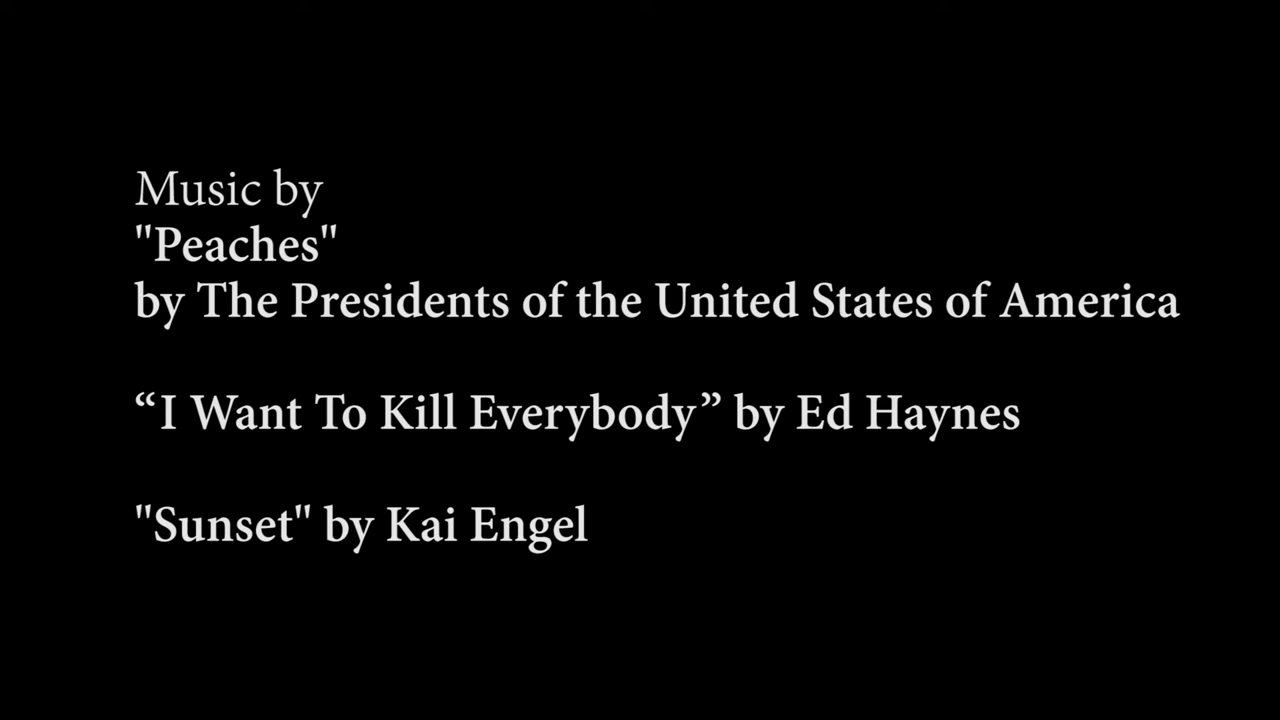 Music by
"Peaches"
by The Presidents of the United States of America
“I Want To Kill Everybody” by Ed Haynes
"Sunset" by Kai Engel